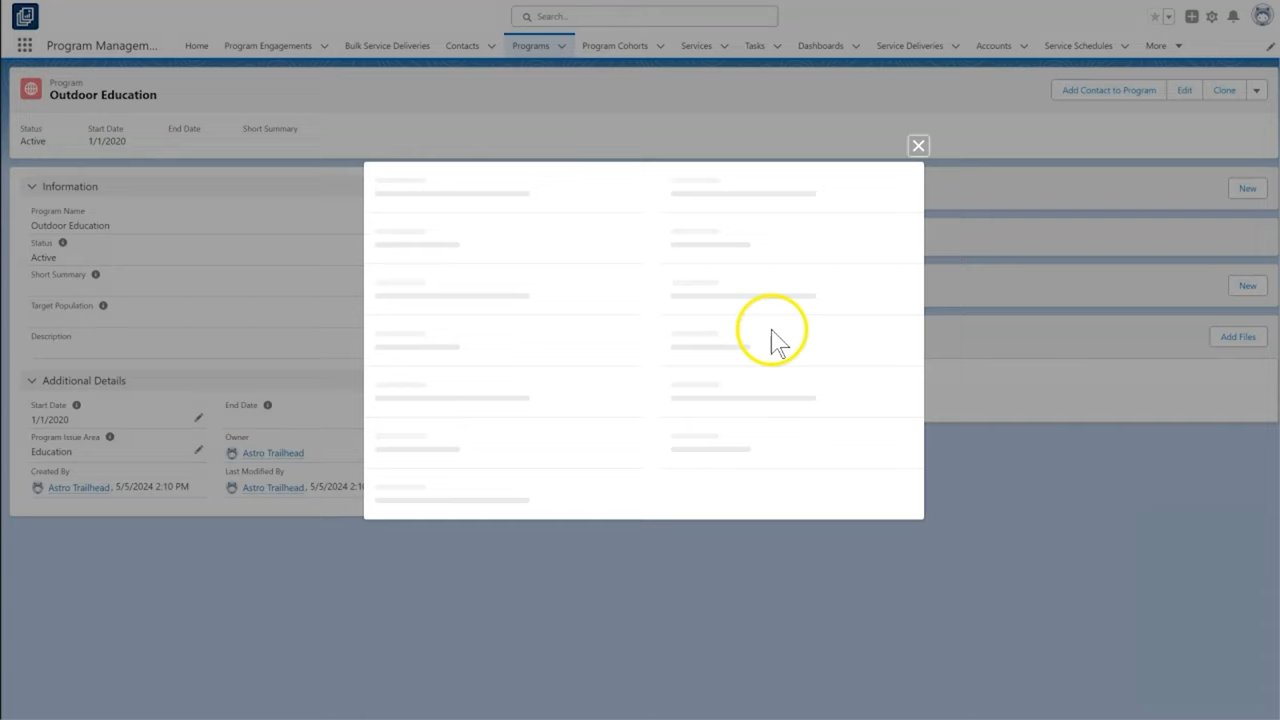 Search...
Program Managem...
Home
Program Engagements
Bulk Service Deliveries
Contacts
Programs
Program Cohorts
Services
Tasks
Dashboards
Service Deliveries
Accounts
Service Schedules
More
Program
Outdoor Education
Add Contact to Program
Edit
Clone
Status
Start Date
End Date
Short Summary
Active
1/1/2020
Information
New
Program Name
Outdoor Education
Status
Active
Short Summary
New
Target Population
Description
Add Files
Additional Details
Start Date
End Date
1/1/2020
Program Issue Area
Owner
Education
Astro Trailhead
Created By
Last Modified By
Astro Trailhead, 5/5/2024 2:10 PM
Astro Trailhead, 5/5/2024 2:10